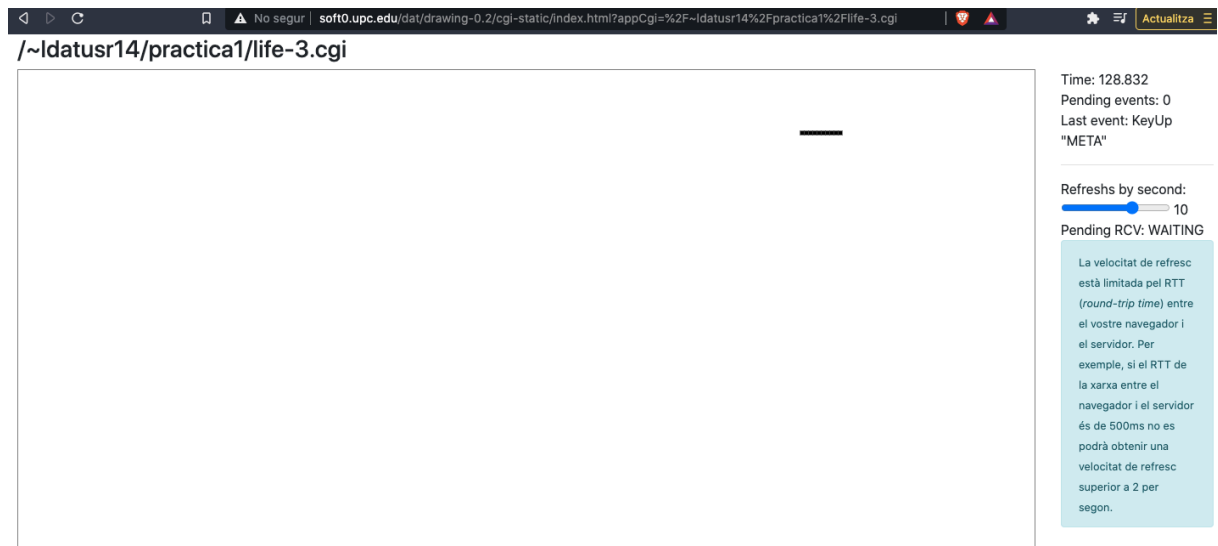 No segur | soft0.upc.edu/dat/drawing-0.2/cgi-static/index.html?appCgi=%2F~ldatusr14%2Fpractica1%2Flife-3.cgi
Actualitza
/~ldatusr14/practica1/life-3.cgi
Time: 128.832
Pending events: 0
Last event: KeyUp
"META"
Refreshs by second:
10
Pending RCV: WAITING
La velocitat de refresc
està limitada pel RTT
(round-trip time) entre
el vostre navegador i
el servidor. Per
exemple, si el RTT de
la xarxa entre el
navegador i el servidor
és de 500ms no es
podrà obtenir una
velocitat de refresc
superior a 2 per
segon.